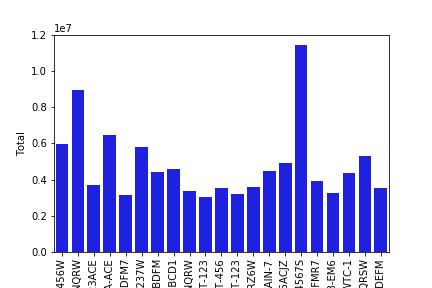 1e7
1.2
1.0
0.8
0.6
0.4
0.2
0.0
Total
456W
NQRW
3ACE
A-ACE
DFM7
237W
BDFM
BCD1
NQRW
T-123
T-456
T-123
RZ6W
AIN-7
6ACJZ
4567S
FMR7
3-EM6
WTC-1
QRSW
DEFM